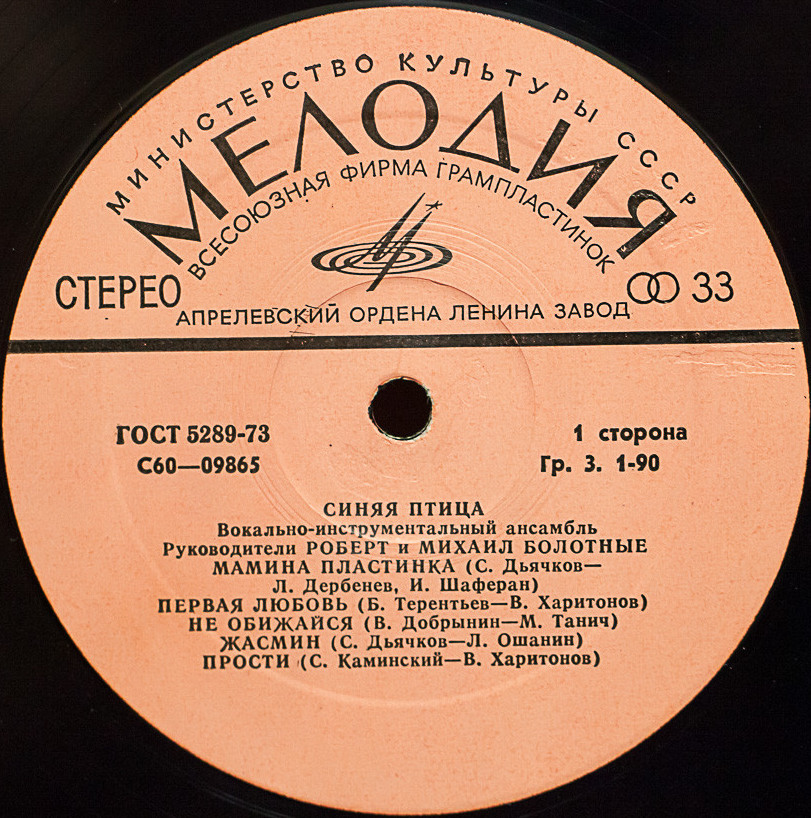 МИНИСТЕРСТВО КУЛЬТУРЫ СССР
МЕЛОДИЯ
ВСЕСОЮЗНАЯ ФИРМА ГРАМПЛАСТИНОК
СТЕРЕО
33
АПРЕЛЕВСКИЙ ОРДЕНА ЛЕНИНА ЗАВОД
ГОСТ 5289-73
1 сторона
С60—09865
Гр. 3. 1-90
СИНЯЯ ПТИЦА
Вокально-инструментальный ансамбль
Руководители РОБЕРТ и МИХАИЛ БОЛОТНЫЕ
МАМИНА ПЛАСТИНКА (С. Дьячков—
Л. Дербенев, И. Шаферан)
ПЕРВАЯ ЛЮБОВЬ (Б. Терентьев—В. Харитонов)
НЕ ОБИЖАЙСЯ (В. Добрынин—М. Танич)
ЖАСМИН (С. Дьячков—Л. Ошанин)
ПРОСТИ (С. Каминский—В. Харитонов)